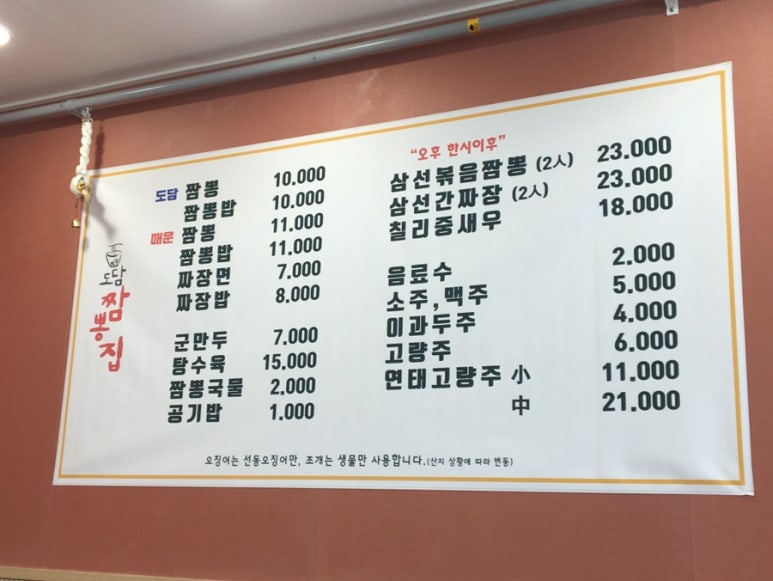 도담
짬뽕
집
도담 짬뽕 10.000
짬뽕밥 10.000
매운 짬뽕 11.000
짬뽕밥 11.000
짜장면 7.000
짜장밥 8.000
군만두 7.000
탕수육 15.000
짬뽕국물 2.000
공기밥 1.000
"오후 한시이후"
삼선볶음짬뽕 (2人) 23.000
삼선간짜장 (2人) 23.000
칠리중새우 18.000
음료수 2.000
소주,맥주 5.000
이과두주 4.000
고량주 6.000
연태고량주 小 11.000
中 21.000
오징어는 선동오징어만, 조개는 생물만 사용합니다.(산지 상황에 따라 변동)